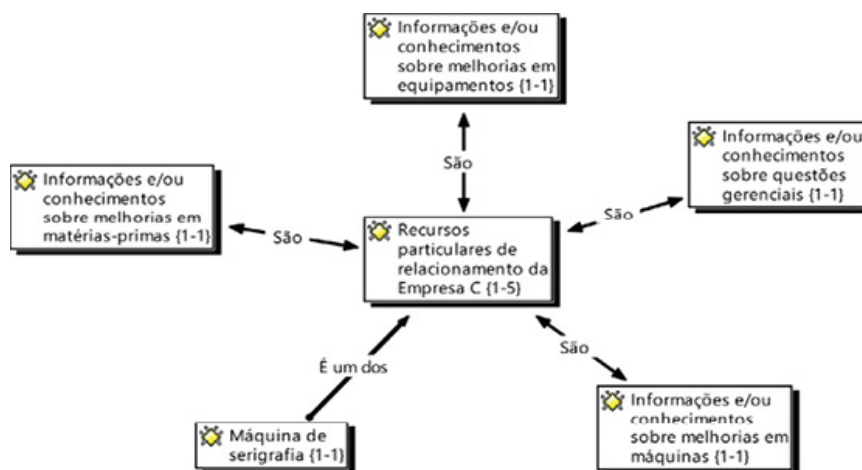 Informações e/ou
conhecimentos
sobre melhorias em
equipamentos {1-1}
São
Informações e/ou
conhecimentos
sobre questões
gerenciais {1-1}
São
Informações e/ou
conhecimentos
sobre melhorias em
matérias-primas {1-1}
São
Recursos
particulares de
relacionamento da
Empresa C {1-5}
São
É um dos
Informações e/ou
conhecimentos
sobre melhorias em
máquinas {1-1}
Máquina de
serigrafia {1-1}